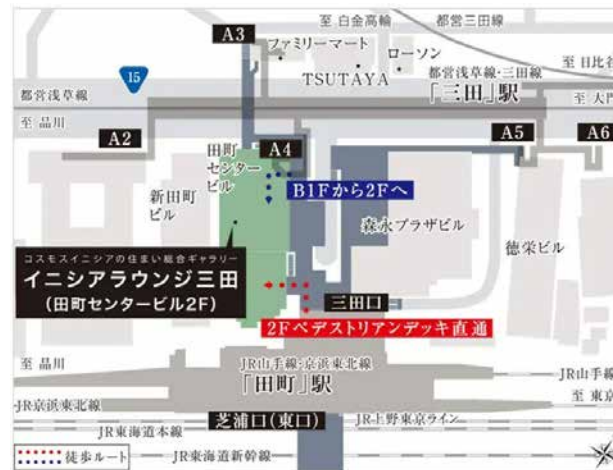 至 白金高輪
都営三田線
A3
ファミリーマート
ローソン
TSUTAYA
至 日比谷
15
都営浅草線・三田線
「三田」駅
都営浅草線
至 大門
至 品川
A2
A4
A5
A6
田町
センター
ビル
B1Fから2Fへ
新田町
ビル
森永プラザビル
徳栄ビル
コスモスイニシアの住まい総合ギャラリー
イニシアラウンジ三田
(田町センタービル2F)
三田口
2Fペデストリアンデッキ直通
至 品川
JR山手線・京浜東北線
「田町」駅
JR山手線
至 東京
JR京浜東北線
芝浦口(東口)
JR上野東京ライン
JR東海道本線
徒歩ルート
JR東海道新幹線